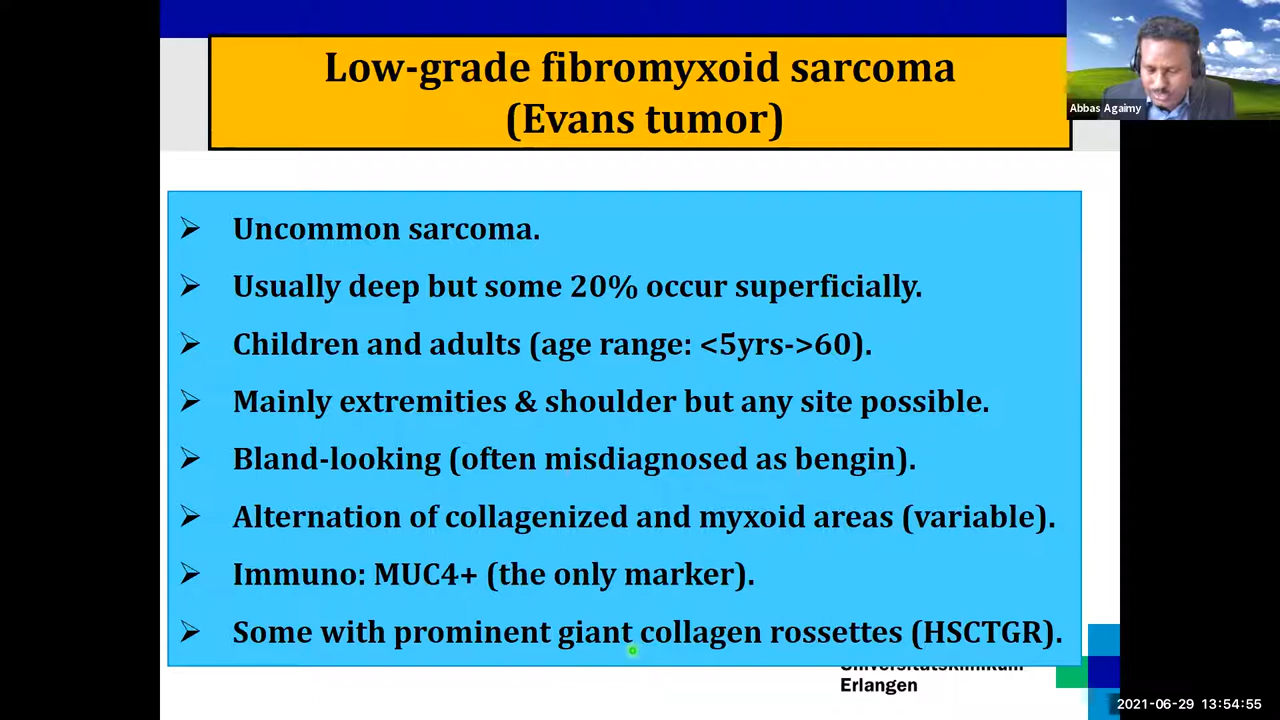 Low-grade fibromyxoid sarcoma
(Evans tumor)
Abbas Agaimy
Uncommon sarcoma.
Usually deep but some 20% occur superficially.
Children and adults (age range: <5yrs->60).
Mainly extremities & shoulder but any site possible.
Bland-looking (often misdiagnosed as bengin).
Alternation of collagenized and myxoid areas (variable).
Immuno: MUC4+ (the only marker).
Some with prominent giant collagen rossettes (HSCTGR).
Universitätsklinikum
Erlangen
2021-06-29 13:54:55